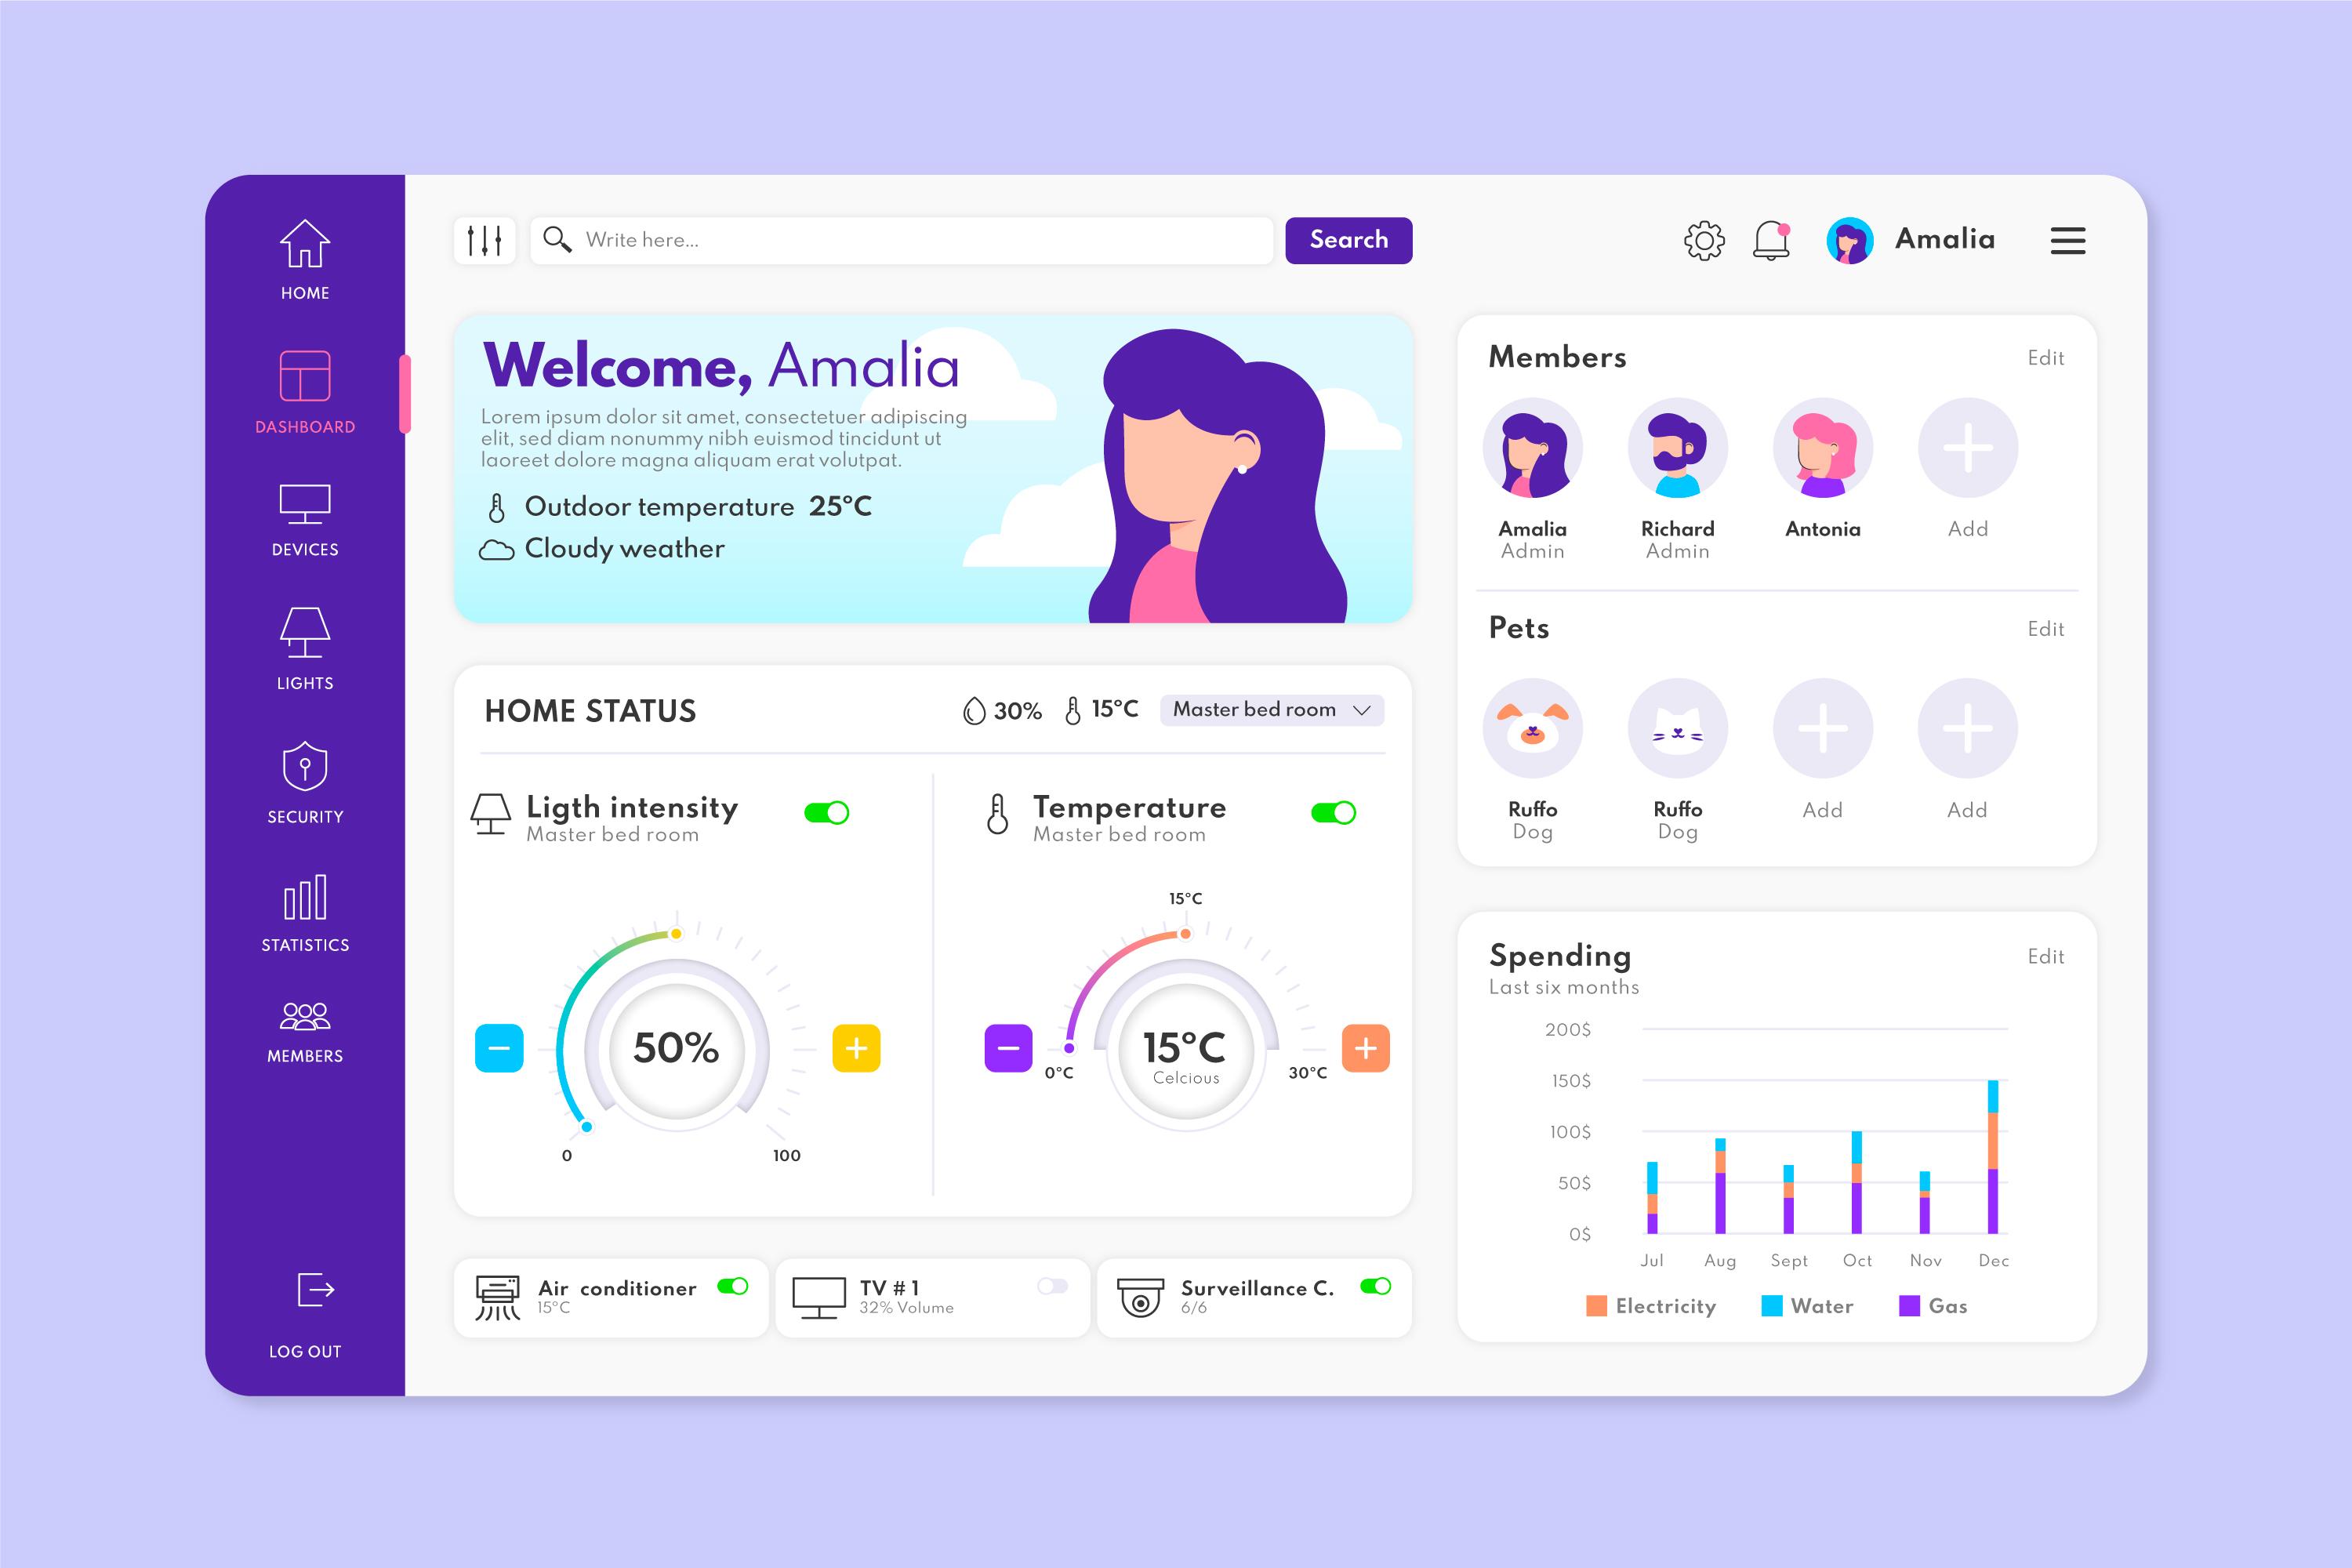 HOME
DASHBOARD
DEVICES
LIGHTS
SECURITY
STATISTICS
MEMBERS
LOG OUT
Write here...
Search
Amalia
Welcome, Amalia
Lorem ipsum dolor sit amet, consectetuer adipiscing
elit, sed diam nonummy nibh euismod tincidunt ut
laoreet dolore magna aliquam erat volutpat.
Outdoor temperature 25°C
Cloudy weather
HOME STATUS
30%
15°C
Master bed room
Ligth intensity
Master bed room
50%
0
100
Temperature
Master bed room
15°C
15°C
Celcious
0°C
30°C
Air conditioner
15°C
TV # 1
32% Volume
Surveillance C.
6/6
Members
Edit
Amalia
Admin
Richard
Admin
Antonia
Add
Pets
Edit
Ruffo
Dog
Ruffo
Dog
Add
Add
Spending
Edit
Last six months
200$
150$
100$
50$
0$
Jul
Aug
Sept
Oct
Nov
Dec
Electricity
Water
Gas